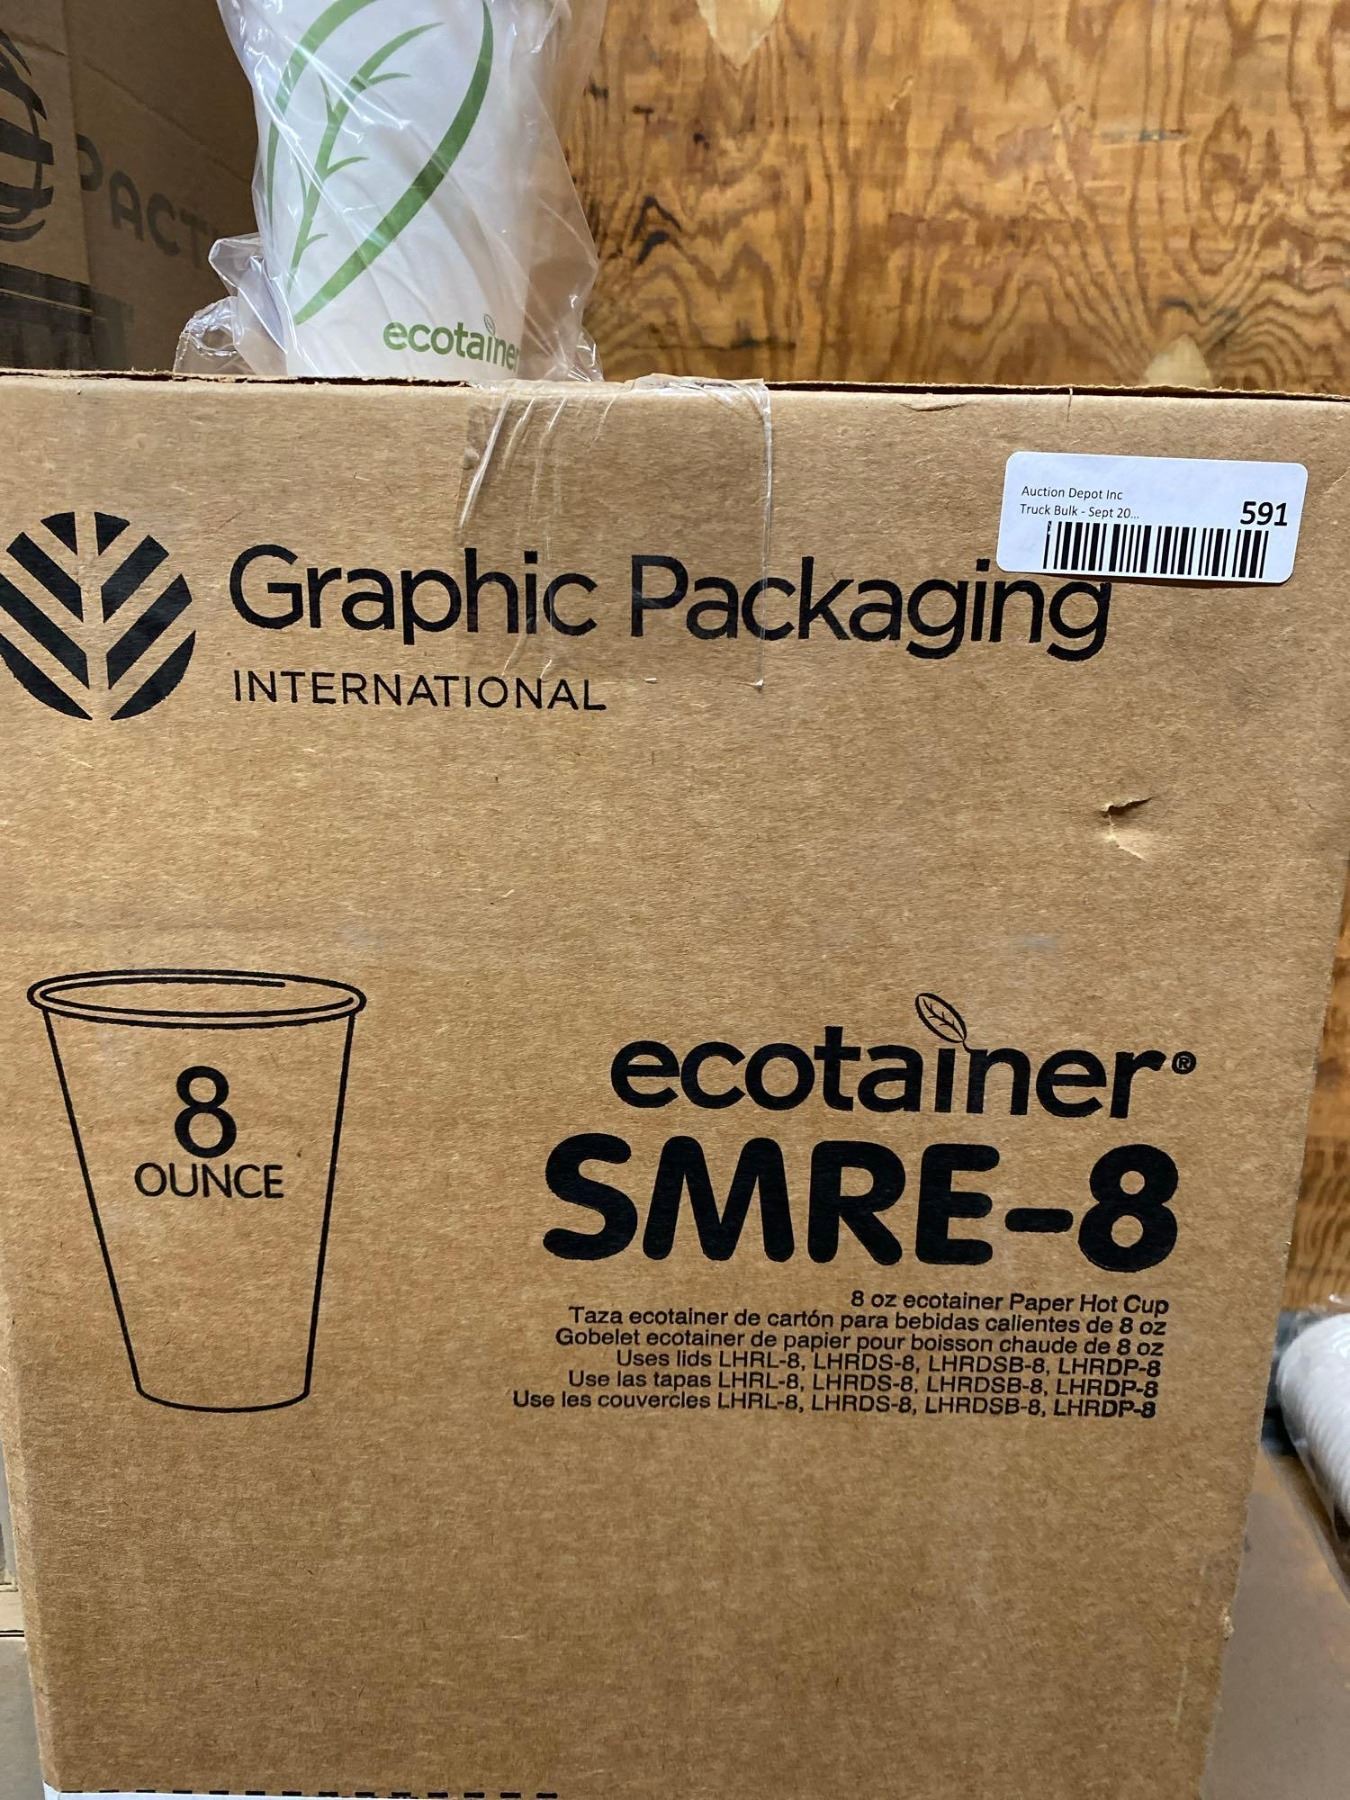 PACT
ecotaine
Auction Depot Inc
Truck Bulk - Sept 20...
591
Graphic Packaging
INTERNATIONAL
8
OUNCE
ecotainer®
SMRE-8
8 oz ecotainer Paper Hot Cup
Taza ecotainer de cartón para bebidas calientes de 8 oz
Gobelet ecotainer de papier pour boisson chaude de 8 oz
Uses lids LHRL-8, LHRDS-8, LHRDSB-8, LHRDP-8
Use las tapas LHRL-8, LHRDS-8, LHRDSB-8, LHRDP-8
Use les couvercles LHRL-8, LHRDS-8, LHRDSB-8, LHRDP-8